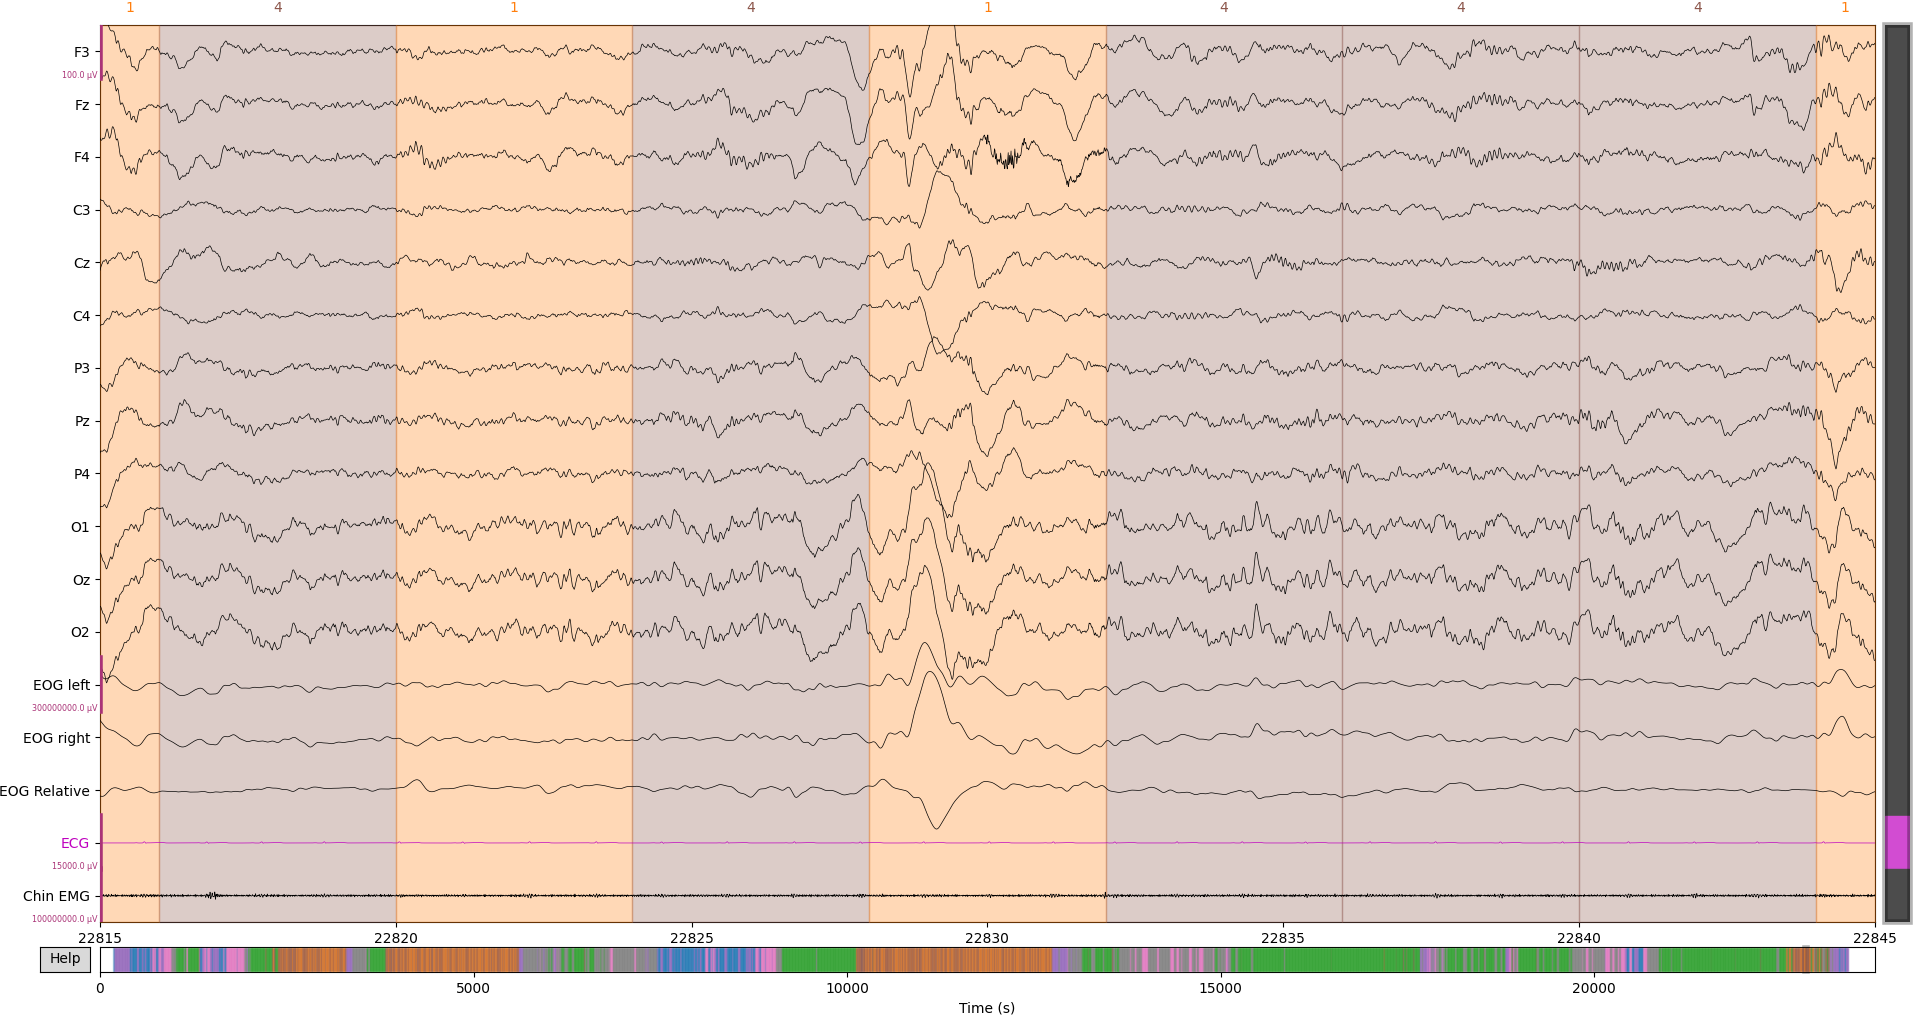 1 4 1 4 1 4 4 4 1
F3
100.0 µV
Fz
F4
C3
Cz
C4
P3
Pz
P4
O1
Oz
O2
EOG left
300000000.0 µV
EOG right
EOG Relative
ECG
15000.0 µV
Chin EMG
100000000.0 µV
22815 22820 22825 22830 22835 22840 22845
Help
0 5000 10000 15000 20000
Time (s)